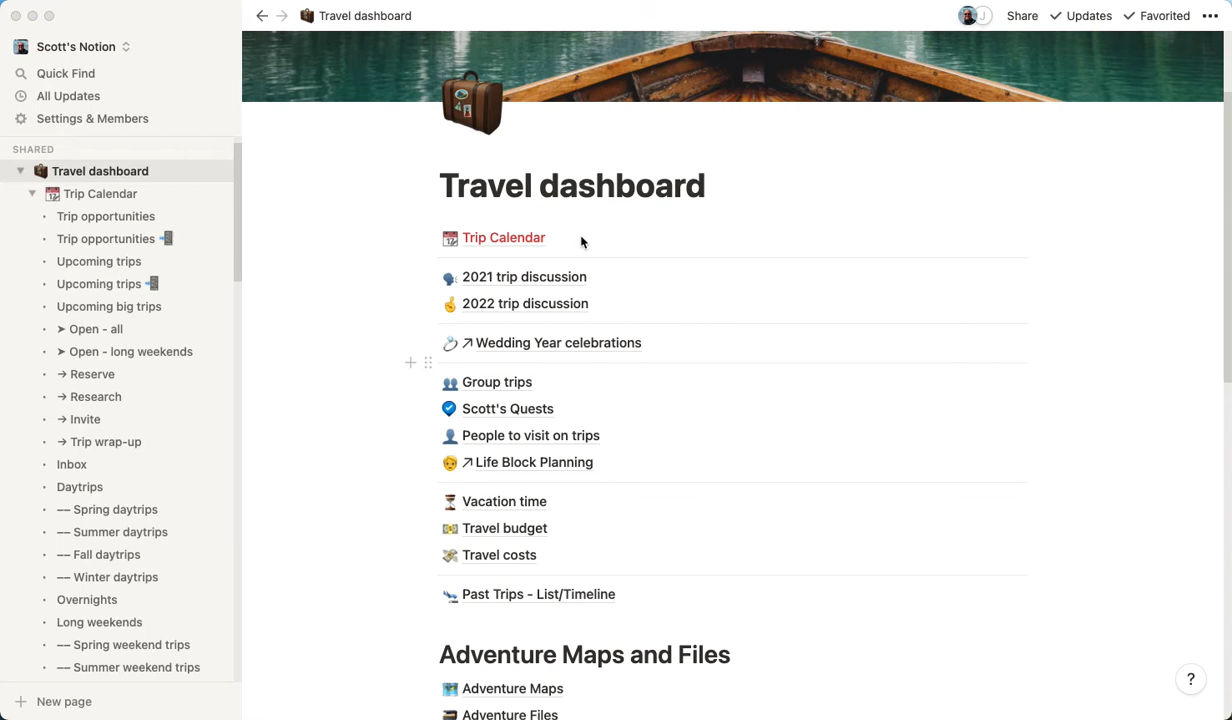 Travel dashboard
J
Share
Updates
Favorited
Scott's Notion
Quick Find
All Updates
Settings & Members
SHARED
Travel dashboard
Trip Calendar
Trip opportunities
Trip opportunities
Upcoming trips
Upcoming trips
Upcoming big trips
➤ Open - all
➤ Open - long weekends
→ Reserve
→ Research
→ Invite
→ Trip wrap-up
Inbox
Daytrips
— Spring daytrips
— Summer daytrips
— Fall daytrips
— Winter daytrips
Overnights
Long weekends
— Spring weekend trips
— Summer weekend trips
New page
Travel dashboard
Trip Calendar
2021 trip discussion
2022 trip discussion
Wedding Year celebrations
Group trips
Scott's Quests
People to visit on trips
Life Block Planning
Vacation time
Travel budget
Travel costs
Past Trips - List/Timeline
Adventure Maps and Files
Adventure Maps
Adventure Files
?